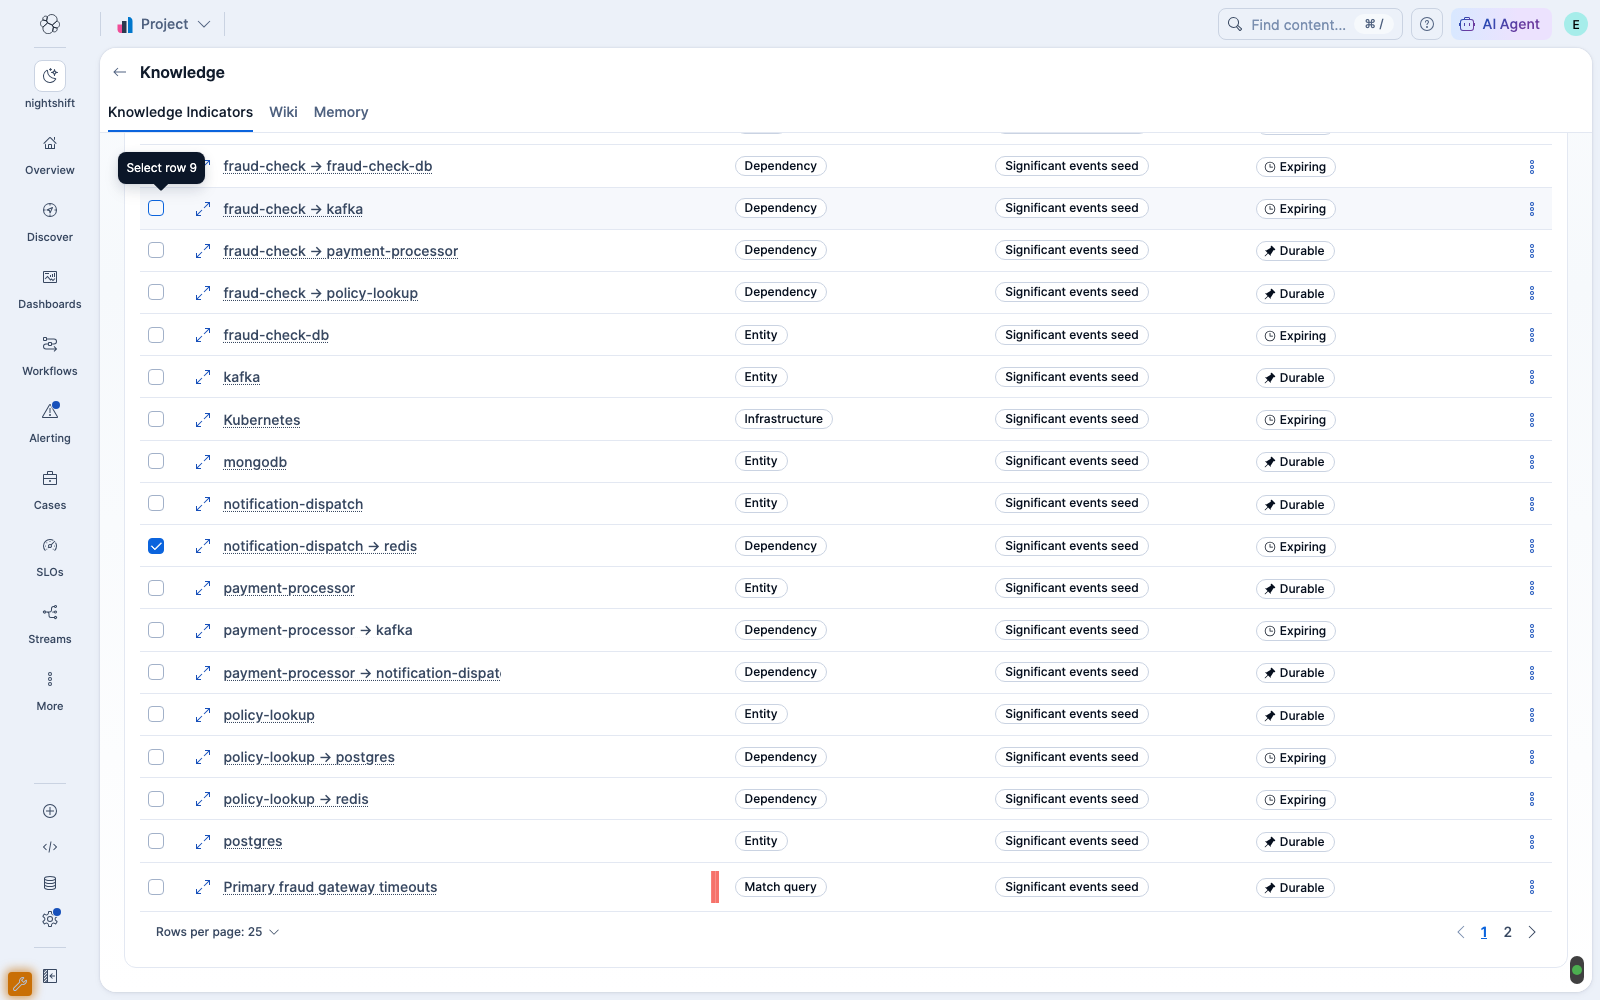 Project
Find content...
⌘ /
AI Agent
E
nightshift
Overview
Discover
Dashboards
Workflows
Alerting
Cases
SLOs
Streams
More
Knowledge
Knowledge Indicators
Wiki
Memory
Select row 9
fraud-check → fraud-check-db Dependency Significant events seed Expiring
fraud-check → kafka Dependency Significant events seed Expiring
fraud-check → payment-processor Dependency Significant events seed Durable
fraud-check → policy-lookup Dependency Significant events seed Durable
fraud-check-db Entity Significant events seed Expiring
kafka Entity Significant events seed Durable
Kubernetes Infrastructure Significant events seed Expiring
mongodb Entity Significant events seed Durable
notification-dispatch Entity Significant events seed Durable
notification-dispatch → redis Dependency Significant events seed Expiring
payment-processor Entity Significant events seed Durable
payment-processor → kafka Dependency Significant events seed Expiring
payment-processor → notification-dispat Dependency Significant events seed Durable
policy-lookup Entity Significant events seed Durable
policy-lookup → postgres Dependency Significant events seed Expiring
policy-lookup → redis Dependency Significant events seed Expiring
postgres Entity Significant events seed Durable
Primary fraud gateway timeouts Match query Significant events seed Durable
Rows per page: 25
1 2